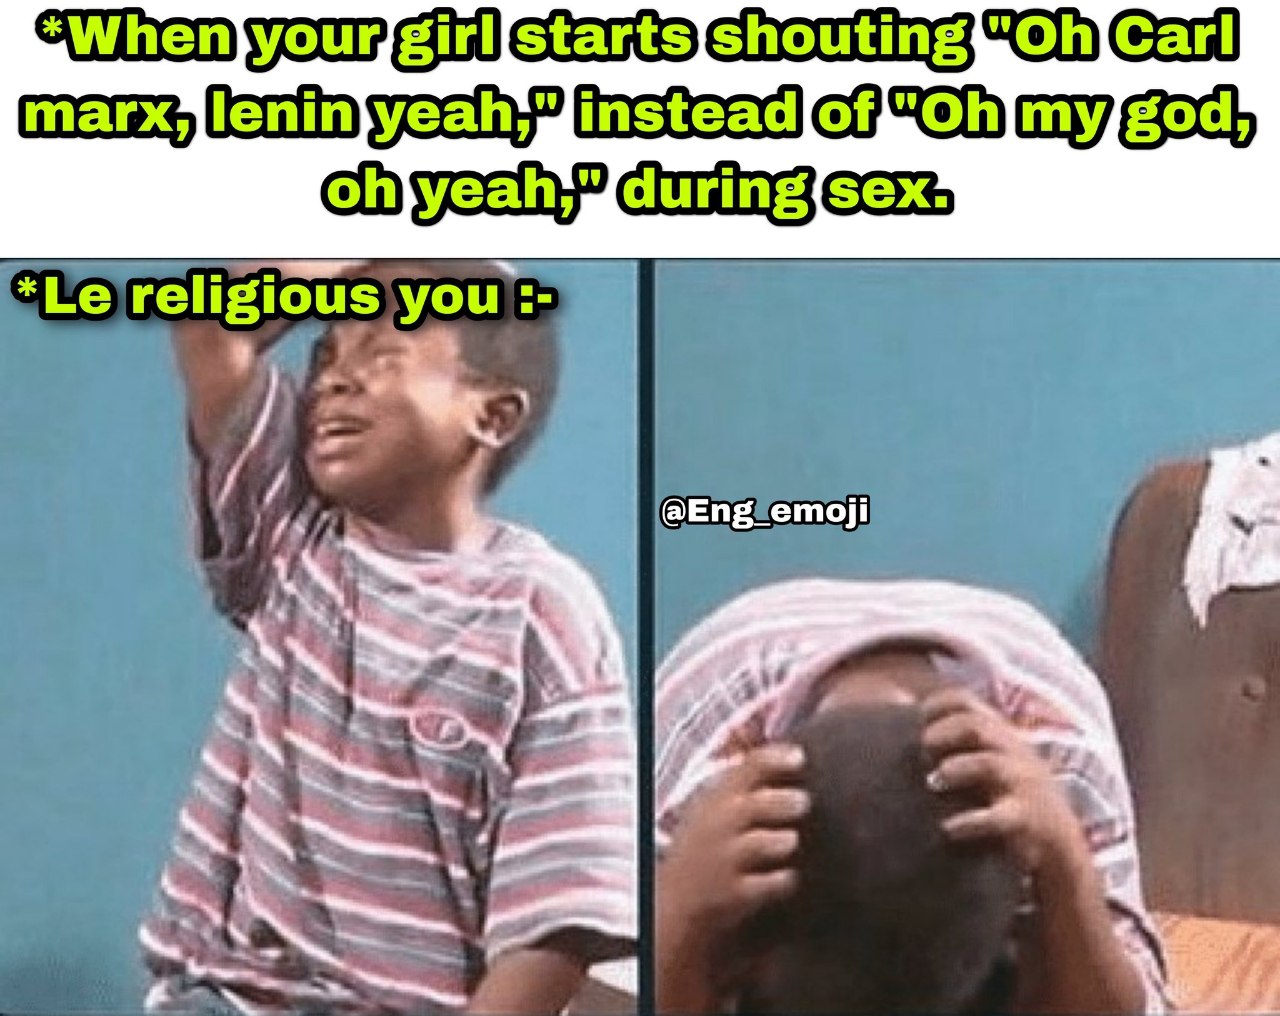 *When your girl starts shouting "Oh Carl
marx, lenin yeah," instead of "Oh my god,
oh yeah," during sex.
*Le religious you :-
@Eng_emoji